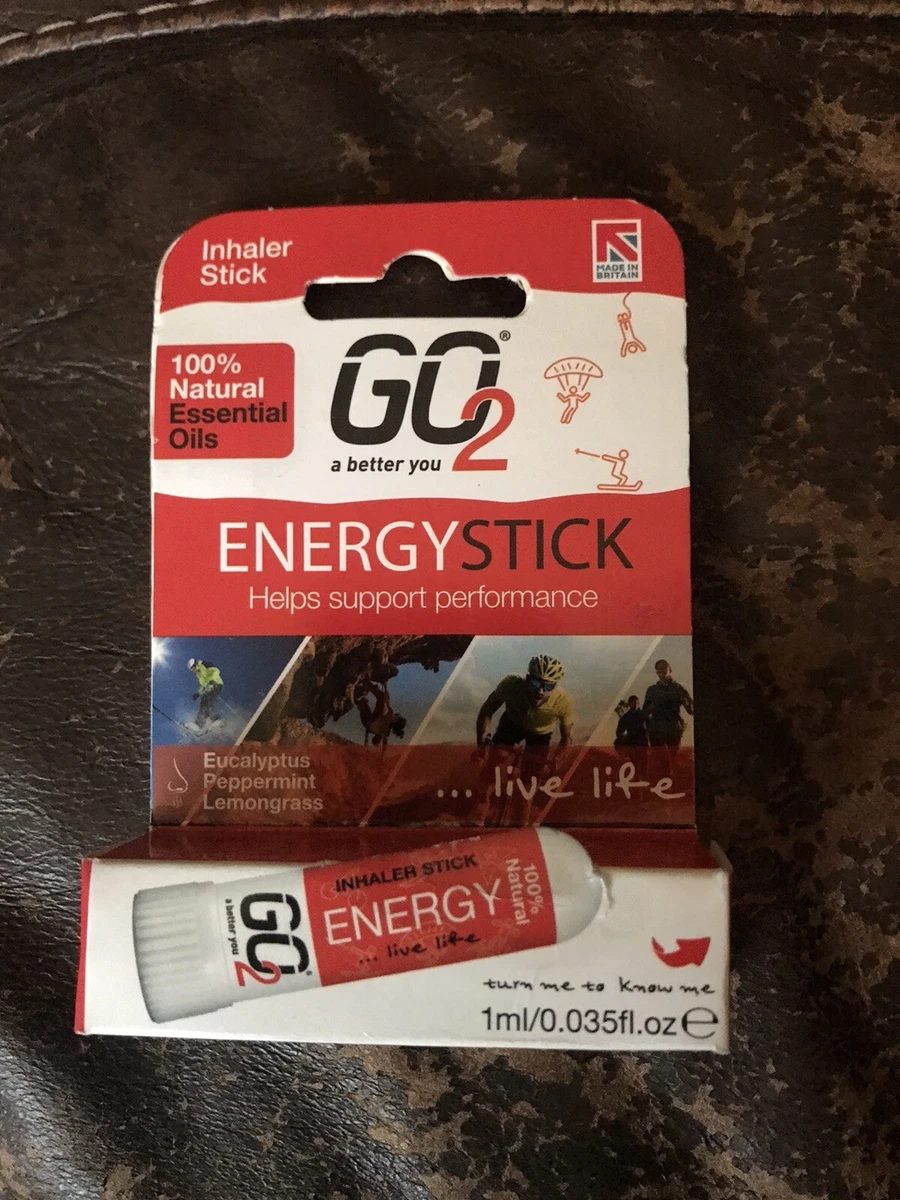 Inhaler
Stick
MADE IN
BRITAIN
GO2®
a better you
100%
Natural
Essential
Oils
ENERGYSTICK
Helps support performance
Eucalyptus
Peppermint
Lemongrass
... live life
GO2®
a better you
INHALER STICK
ENERGY
... live life
100%
Natural
turn me to know me
1ml/0.035fl.oz℮